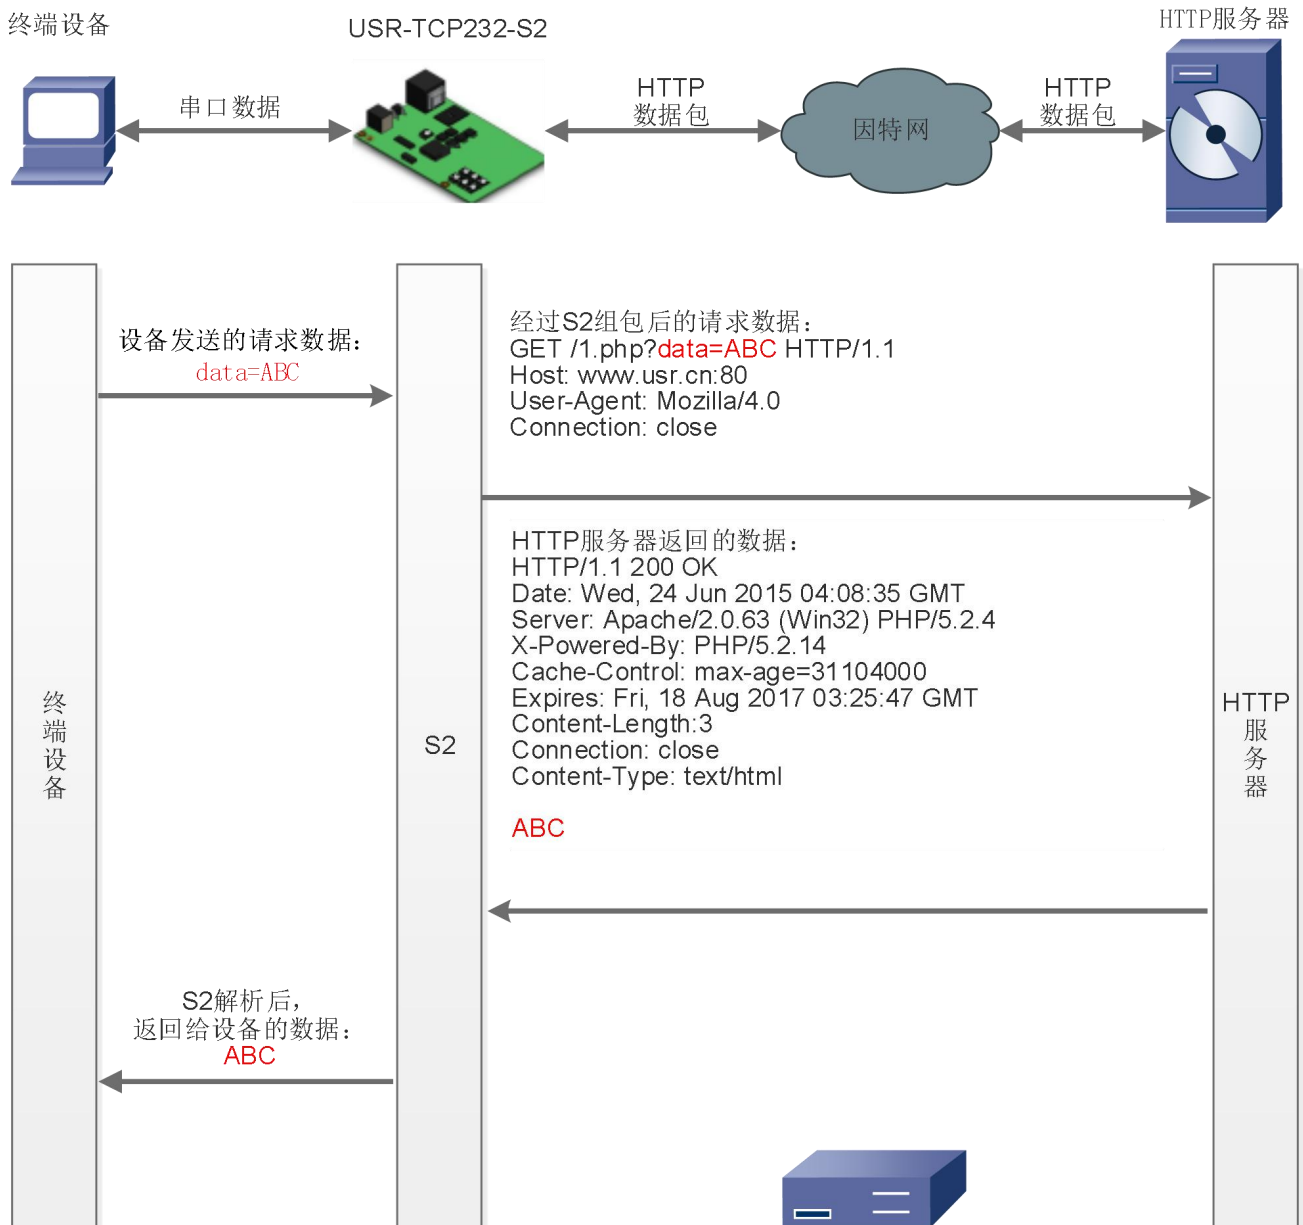 终端设备
USR-TCP232-S2
HTTP服务器
串口数据
HTTP
数据包
因特网
HTTP
数据包
设备发送的请求数据：
data=ABC
经过S2组包后的请求数据：
GET /1.php?data=ABC HTTP/1.1
Host: www.usr.cn:80
User-Agent: Mozilla/4.0
Connection: close
HTTP服务器返回的数据：
HTTP/1.1 200 OK
Date: Wed, 24 Jun 2015 04:08:35 GMT
Server: Apache/2.0.63 (Win32) PHP/5.2.4
X-Powered-By: PHP/5.2.14
Cache-Control: max-age=31104000
Expires: Fri, 18 Aug 2017 03:25:47 GMT
Content-Length:3
Connection: close
Content-Type: text/html
ABC
终端设备
S2
HTTP
服务器
S2解析后，
返回给设备的数据：
ABC